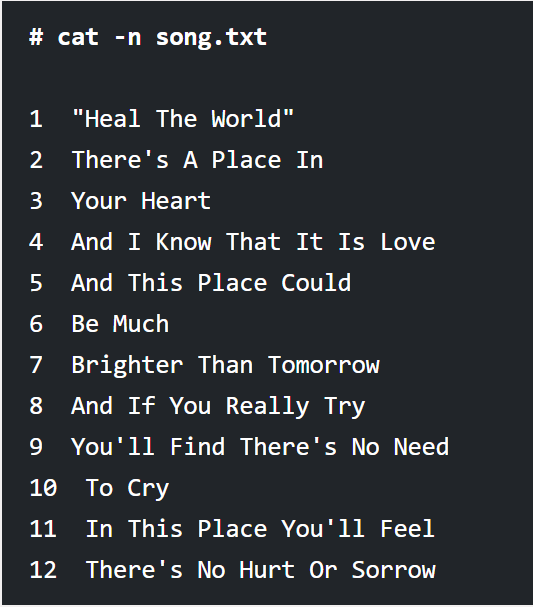 # cat -n song.txt
1 "Heal The World"
2 There's A Place In
3 Your Heart
4 And I Know That It Is Love
5 And This Place Could
6 Be Much
7 Brighter Than Tomorrow
8 And If You Really Try
9 You'll Find There's No Need
10 To Cry
11 In This Place You'll Feel
12 There's No Hurt Or Sorrow